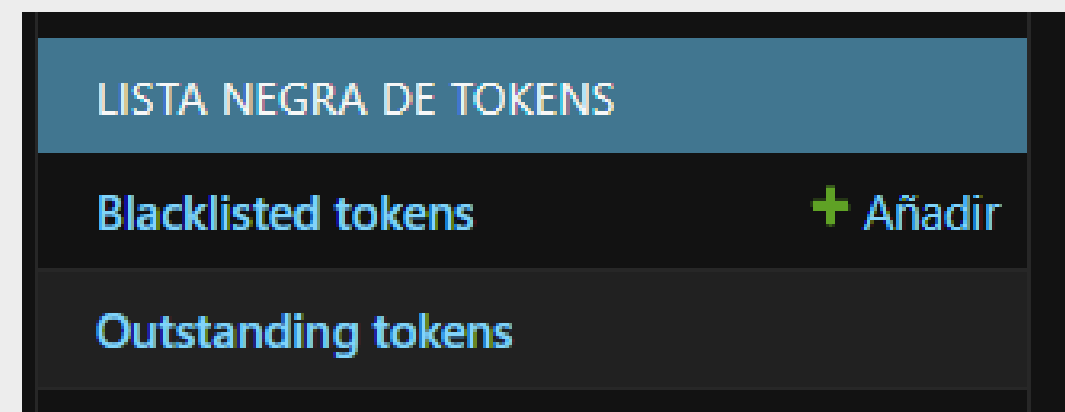 LISTA NEGRA DE TOKENS
Blacklisted tokens + Añadir
Outstanding tokens